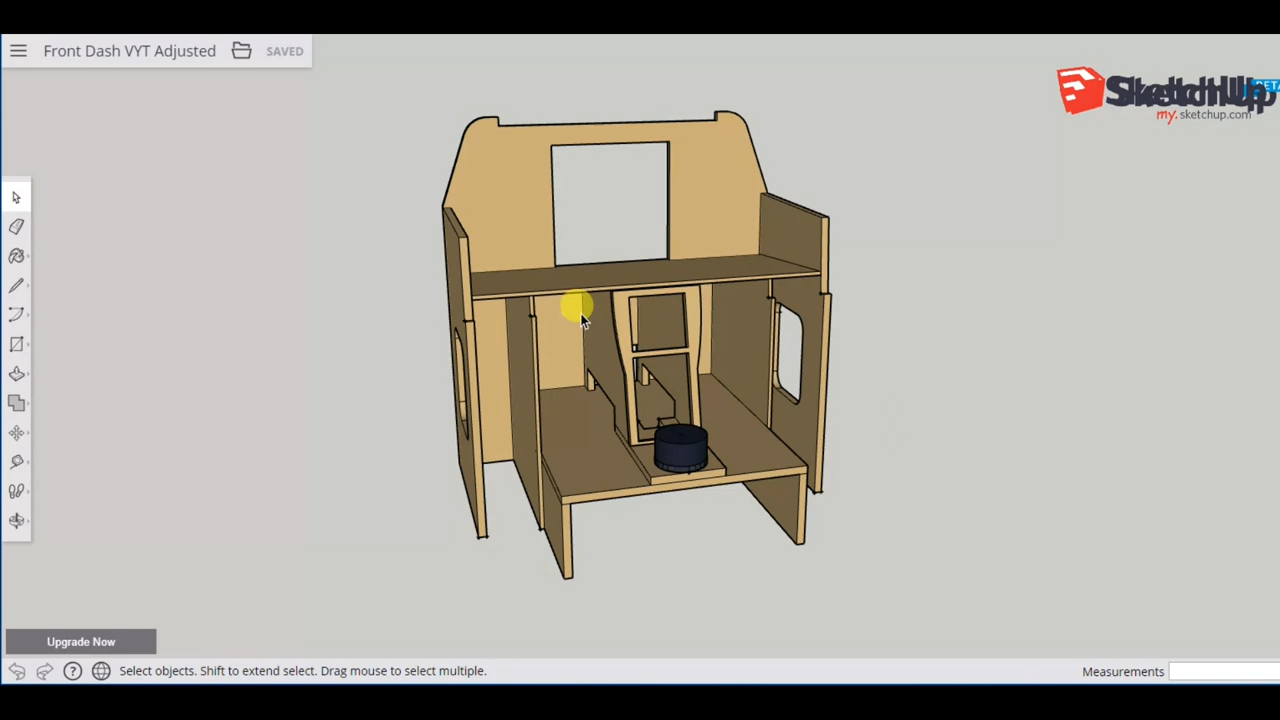 Front Dash VYT Adjusted SAVED
SketchUp
BETA
my.sketchup.com
Upgrade Now
Select objects. Shift to extend select. Drag mouse to select multiple.
Measurements